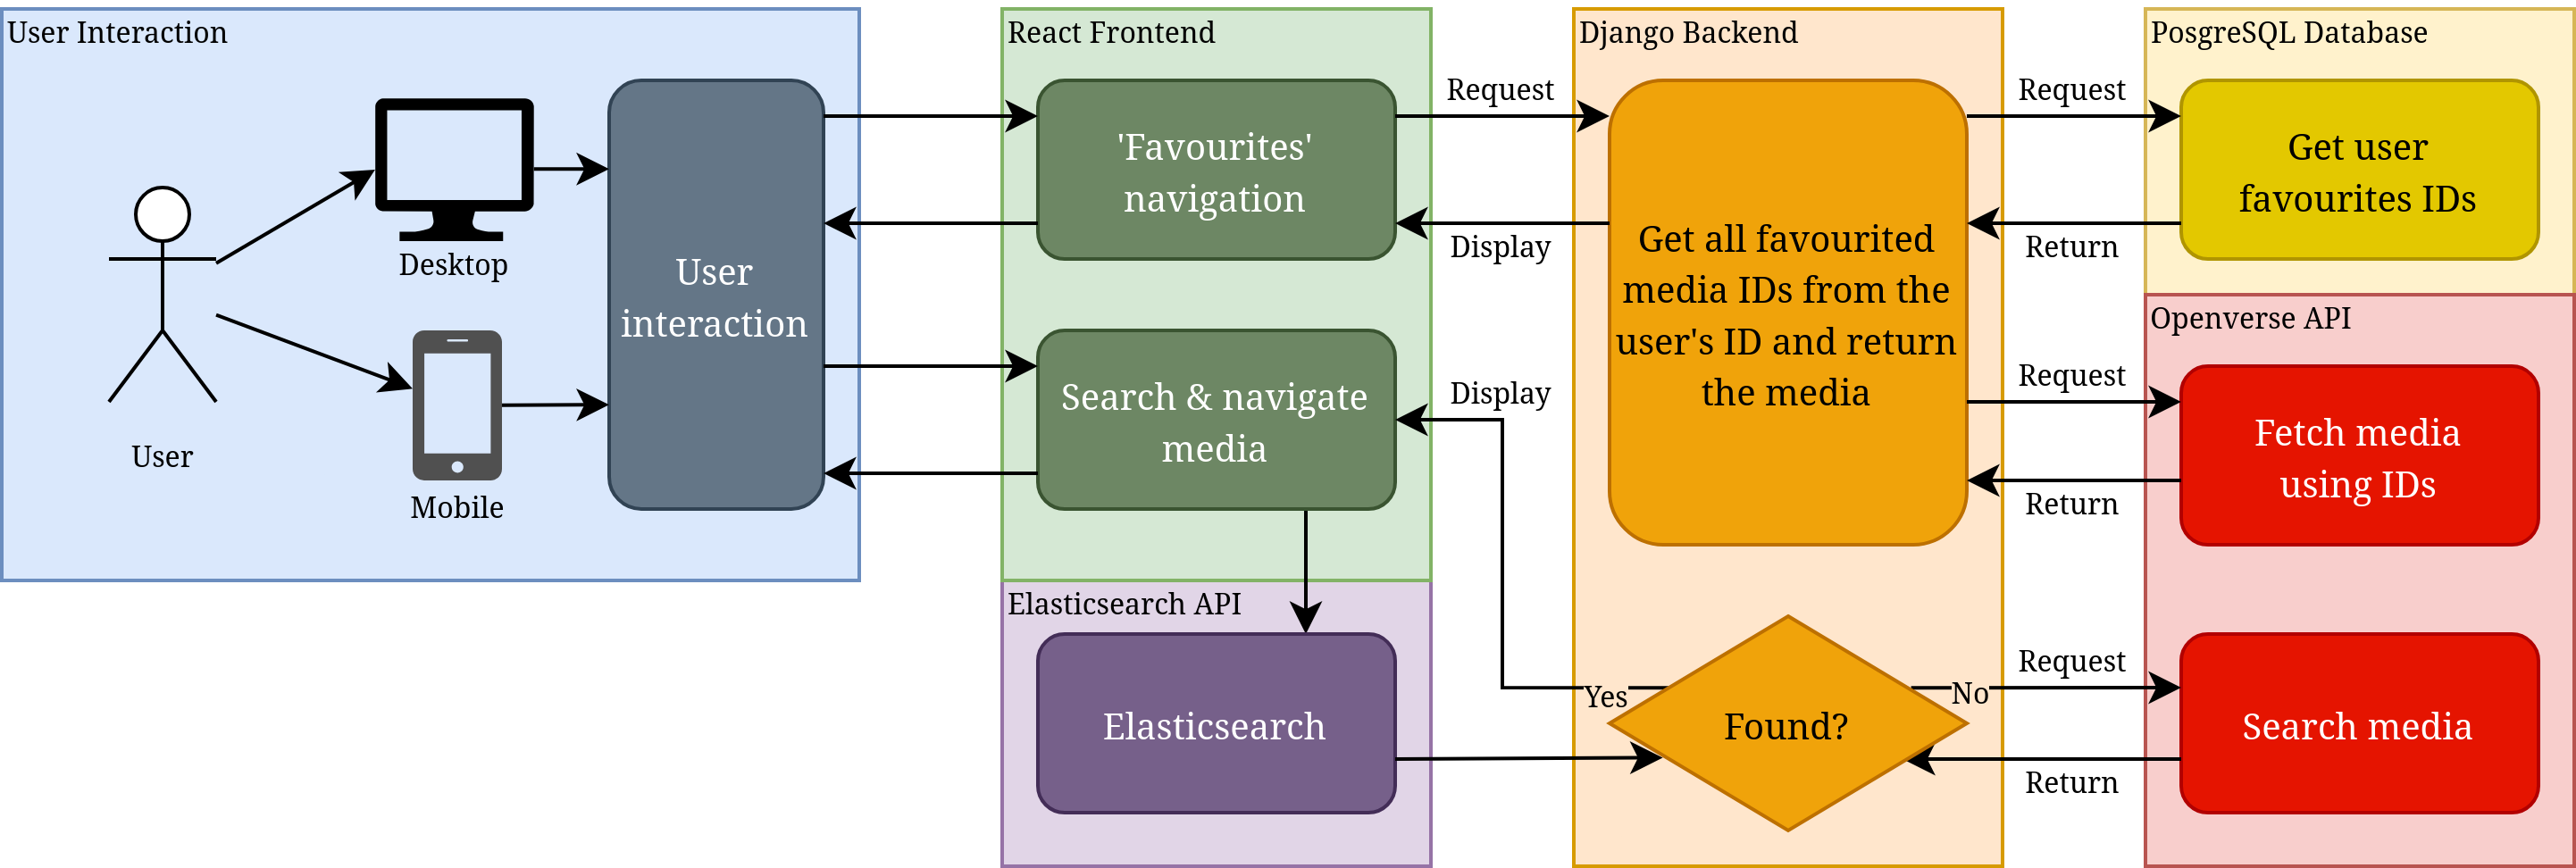 User Interaction
User
Desktop
Mobile
User
interaction
React Frontend
'Favourites'
navigation
Search & navigate
media
Elasticsearch API
Elasticsearch
Request
Display
Display
Django Backend
Get all favourited
media IDs from the
user's ID and return
the media
Yes
Found?
No
Request
Return
Request
Return
Request
Return
PosgreSQL Database
Get user
favourites IDs
Openverse API
Fetch media
using IDs
Search media